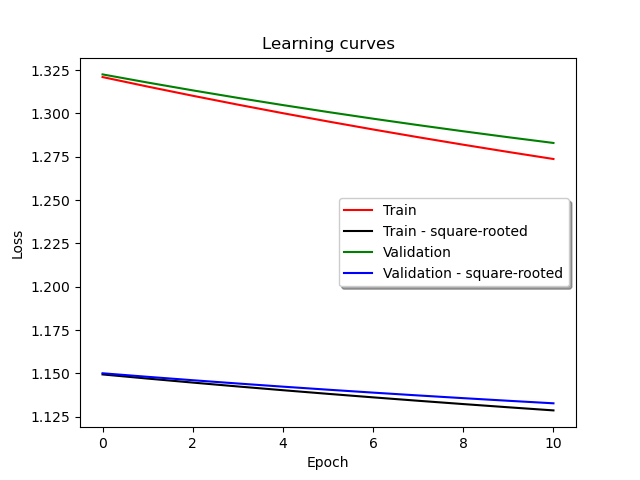 Learning curves
1.325
1.300
1.275
1.250
1.225
1.200
1.175
1.150
1.125
Loss
Train
Train - square-rooted
Validation
Validation - square-rooted
0 2 4 6 8 10
Epoch